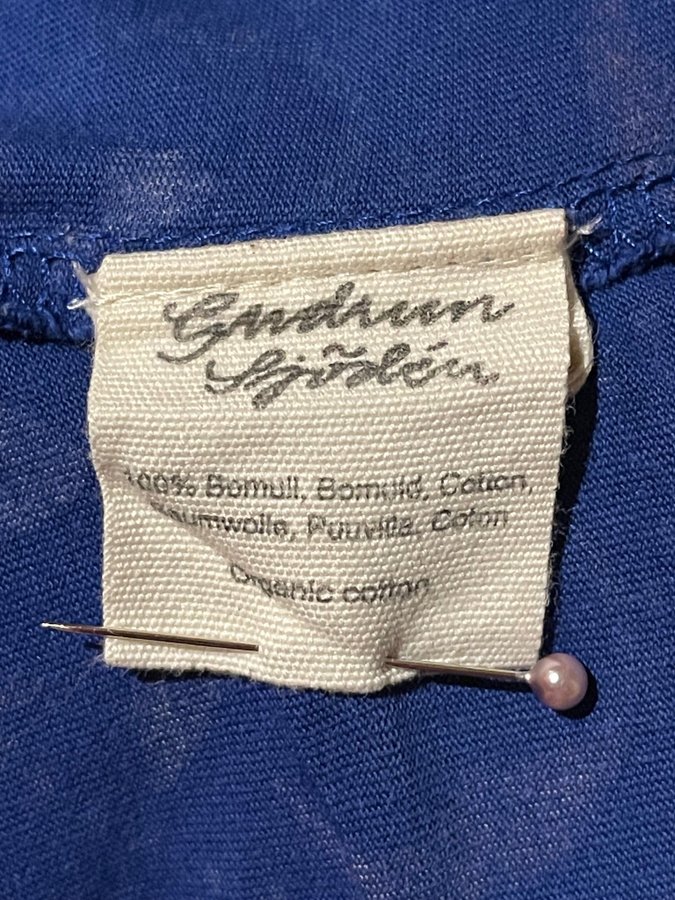 Gudrun
Sjödén
100% Bomull, Bomuld, Cotton,
Baumwolle, Puuvilla, Coton
Organic cotton